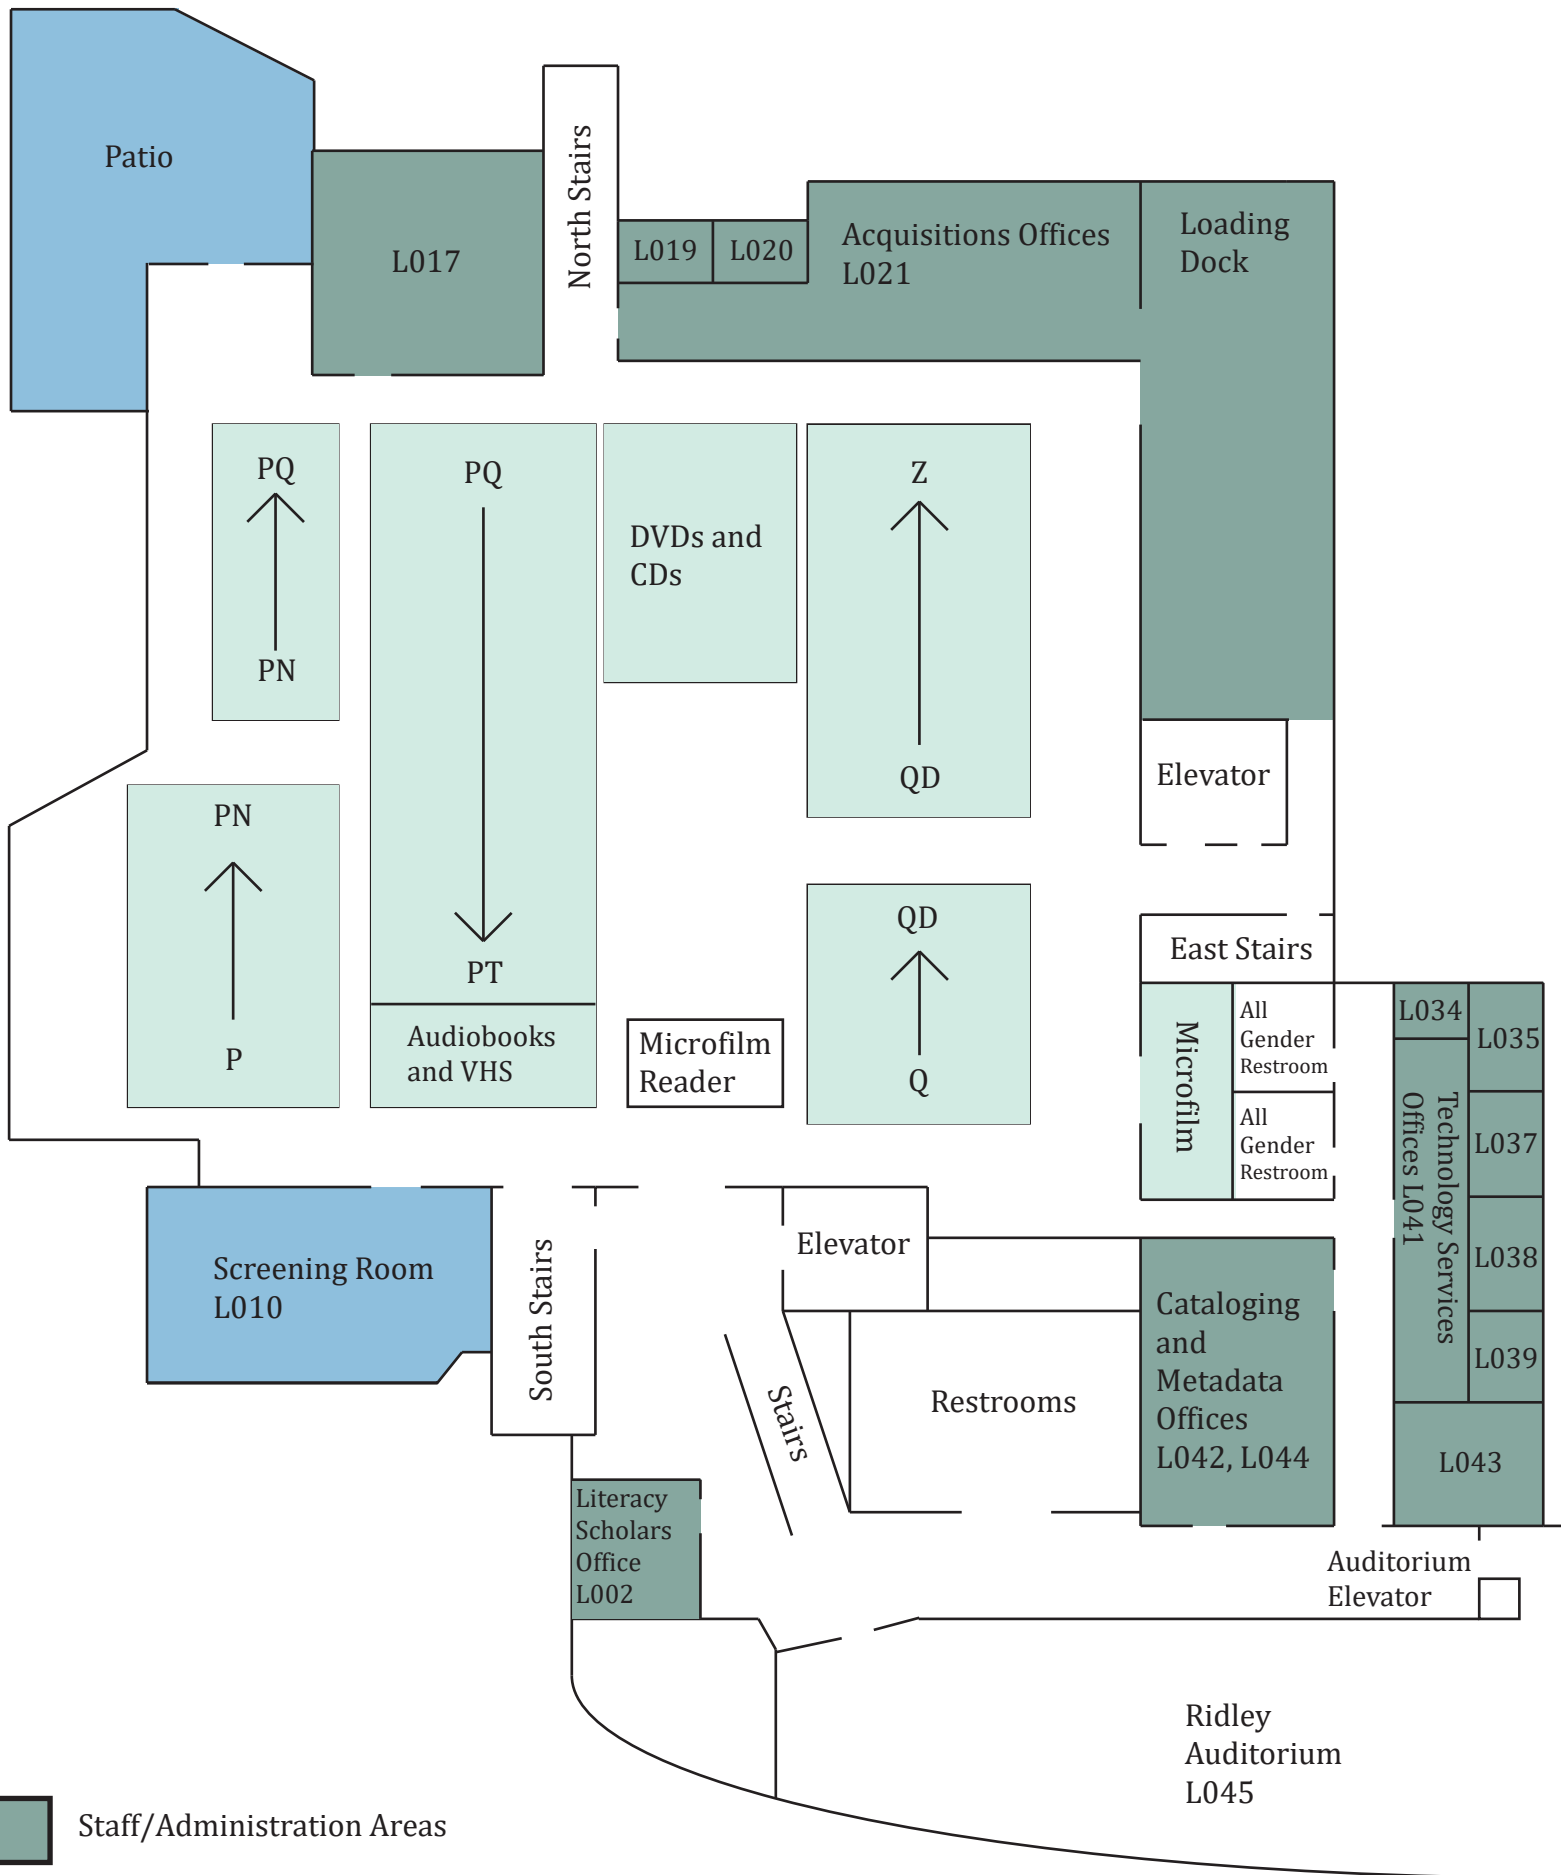 Patio
L017
North Stairs
L019
L020
Acquisitions Offices
L021
Loading
Dock
PQ
PN
PQ
PT
DVDs and
CDs
Z
QD
Elevator
PN
P
Audiobooks
and VHS
Microfilm
Reader
QD
Q
East Stairs
Microfilm
All
Gender
Restroom
All
Gender
Restroom
L034
L035
Technology Services
Offices L041
L037
L038
L039
L043
Screening Room
L010
South Stairs
Elevator
Stairs
Restrooms
Cataloging
and
Metadata
Offices
L042, L044
Literacy
Scholars
Office
L002
Auditorium
Elevator
Ridley
Auditorium
L045
Staff/Administration Areas